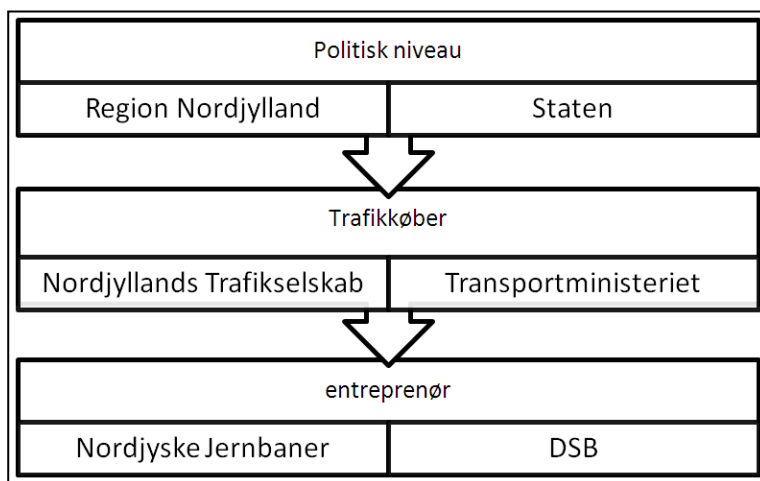 Politisk niveau
Region Nordjylland Staten
Trafikkøber
Nordjyllands Trafikselskab Transportministeriet
entreprenør
Nordjyske Jernbaner DSB